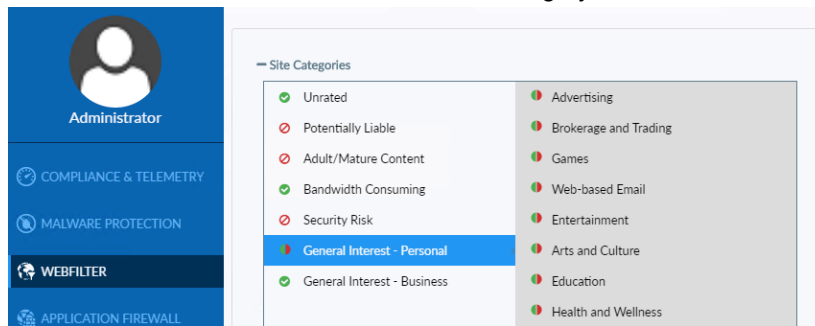 Administrator
COMPLIANCE & TELEMETRY
MALWARE PROTECTION
WEBFILTER
APPLICATION FIREWALL
Site Categories
Unrated
Potentially Liable
Adult/Mature Content
Bandwidth Consuming
Security Risk
General Interest - Personal
General Interest - Business
Advertising
Brokerage and Trading
Games
Web-based Email
Entertainment
Arts and Culture
Education
Health and Wellness